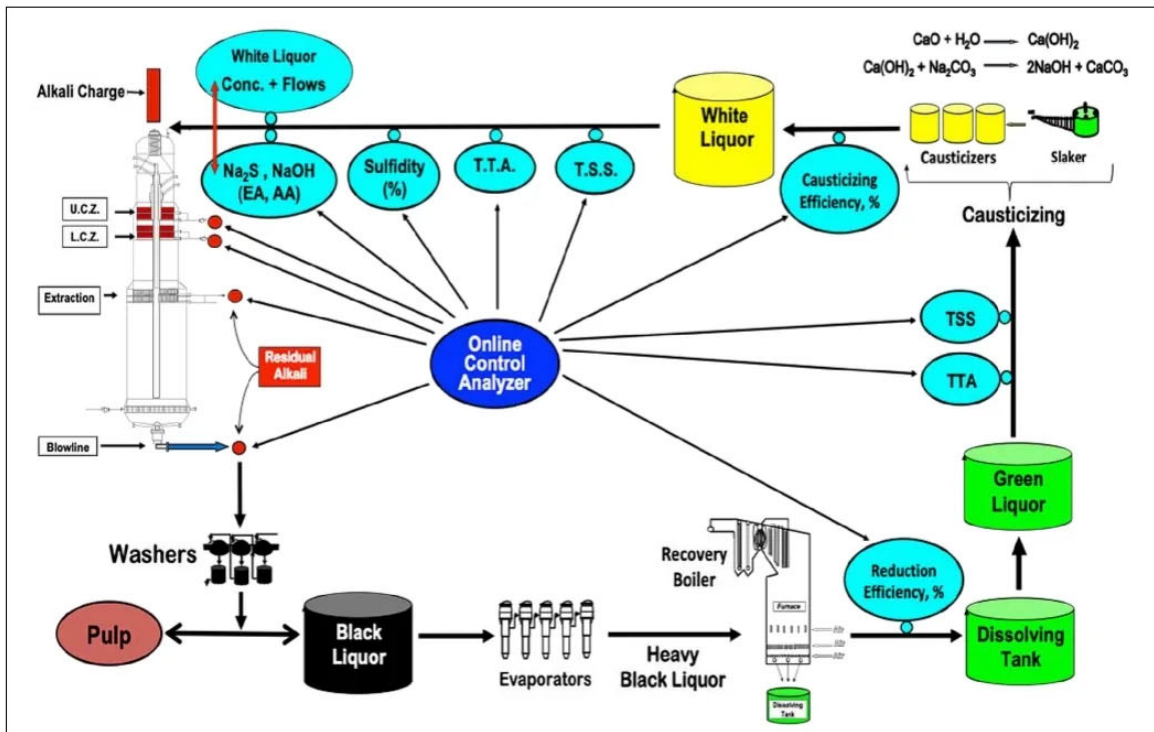 White Liquor
Conc. + Flows
Alkali Charge
CaO + H₂O → Ca(OH)₂
Ca(OH)₂ + Na₂CO₃ → 2NaOH + CaCO₃
White
Liquor
Causticizers
Slaker
Na₂S , NaOH
(EA, AA)
Sulfidity
(%)
T.T.A.
T.S.S.
Causticizing
Efficiency, %
Causticizing
U.C.Z.
L.C.Z.
Extraction
Residual
Alkali
Blowline
Online
Control
Analyzer
TSS
TTA
Green
Liquor
Washers
Recovery
Boiler
Furnace
Reduction
Efficiency, %
Pulp
Black
Liquor
Evaporators
Heavy
Black Liquor
Dissolving
Tank
Dissolving
Tank